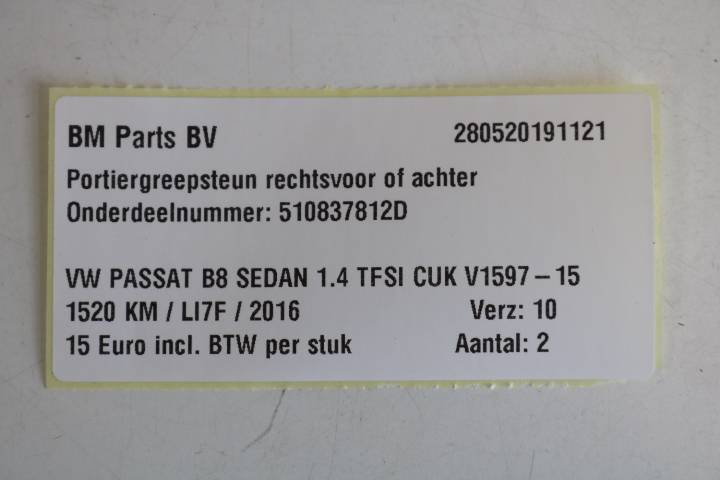 BM Parts BV 280520191121
Portiergreepsteun rechtsvoor of achter
Onderdeelnummer: 510837812D
VW PASSAT B8 SEDAN 1.4 TFSI CUK V1597 – 15
1520 KM / LI7F / 2016 Verz: 10
15 Euro incl. BTW per stuk Aantal: 2